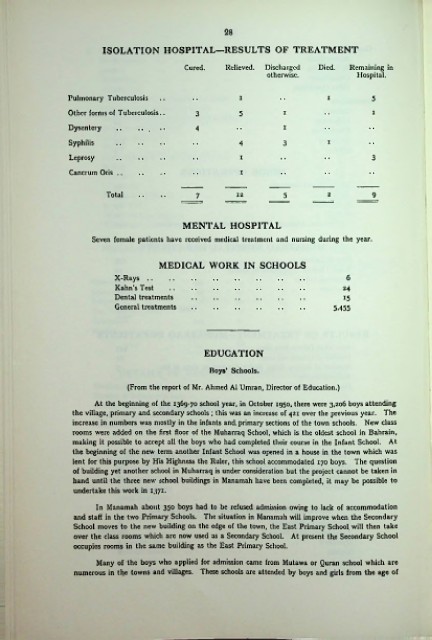 28
ISOLATION HOSPITAL—RESULTS OF TREATMENT
Cured. Relieved. Discharged otherwise. Died. Remaining in Hospital.
Pulmonary Tuberculosis .. .. 1 .. 1 5
Other forms of Tuberculosis .. 3 5 1 .. 1
Dysentery .. .. .. 4 .. 1 .. ..
Syphilis .. .. .. .. 4 3 1 ..
Leprosy .. .. .. .. 1 .. .. 3
Cancrum Oris .. .. .. .. 1 .. .. ..
Total .. .. 7 12 5 2 9
MENTAL HOSPITAL
Seven female patients have received medical treatment and nursing during the year.
MEDICAL WORK IN SCHOOLS
X-Rays .. .. .. .. .. .. .. .. 6
Kahn's Test .. .. .. .. .. .. .. 24
Dental treatments .. .. .. .. .. .. 15
General treatments .. .. .. .. .. .. 5,455
EDUCATION
Boys' Schools.
(From the report of Mr. Ahmed Al Umran, Director of Education.)
At the beginning of the 1369-70 school year, in October 1950, there were 3,206 boys attending
the village, primary and secondary schools ; this was an increase of 421 over the previous year. The
increase in numbers was mostly in the infants and primary sections of the town schools. New class
rooms were added on the first floor of the Muharraq School, which is the oldest school in Bahrain,
making it possible to accept all the boys who had completed their course in the Infant School. At
the beginning of the new term another Infant School was opened in a house in the town which was
lent for this purpose by His Highness the Ruler, this school accommodated 170 boys. The question
of building yet another school in Muharraq is under consideration but the project cannot be taken in
hand until the three new school buildings in Manamah have been completed, it may be possible to
undertake this work in 1371.
In Manamah about 350 boys had to be refused admission owing to lack of accommodation
and staff in the two Primary Schools. The situation in Manamah will improve when the Secondary
School moves to the new building on the edge of the town, the East Primary School will then take
over the class rooms which are now used as a Secondary School. At present the Secondary School
occupies rooms in the same building as the East Primary School.
Many of the boys who applied for admission came from Mutawa or Quran school which are
numerous in the towns and villages. These schools are attended by boys and girls from the age of